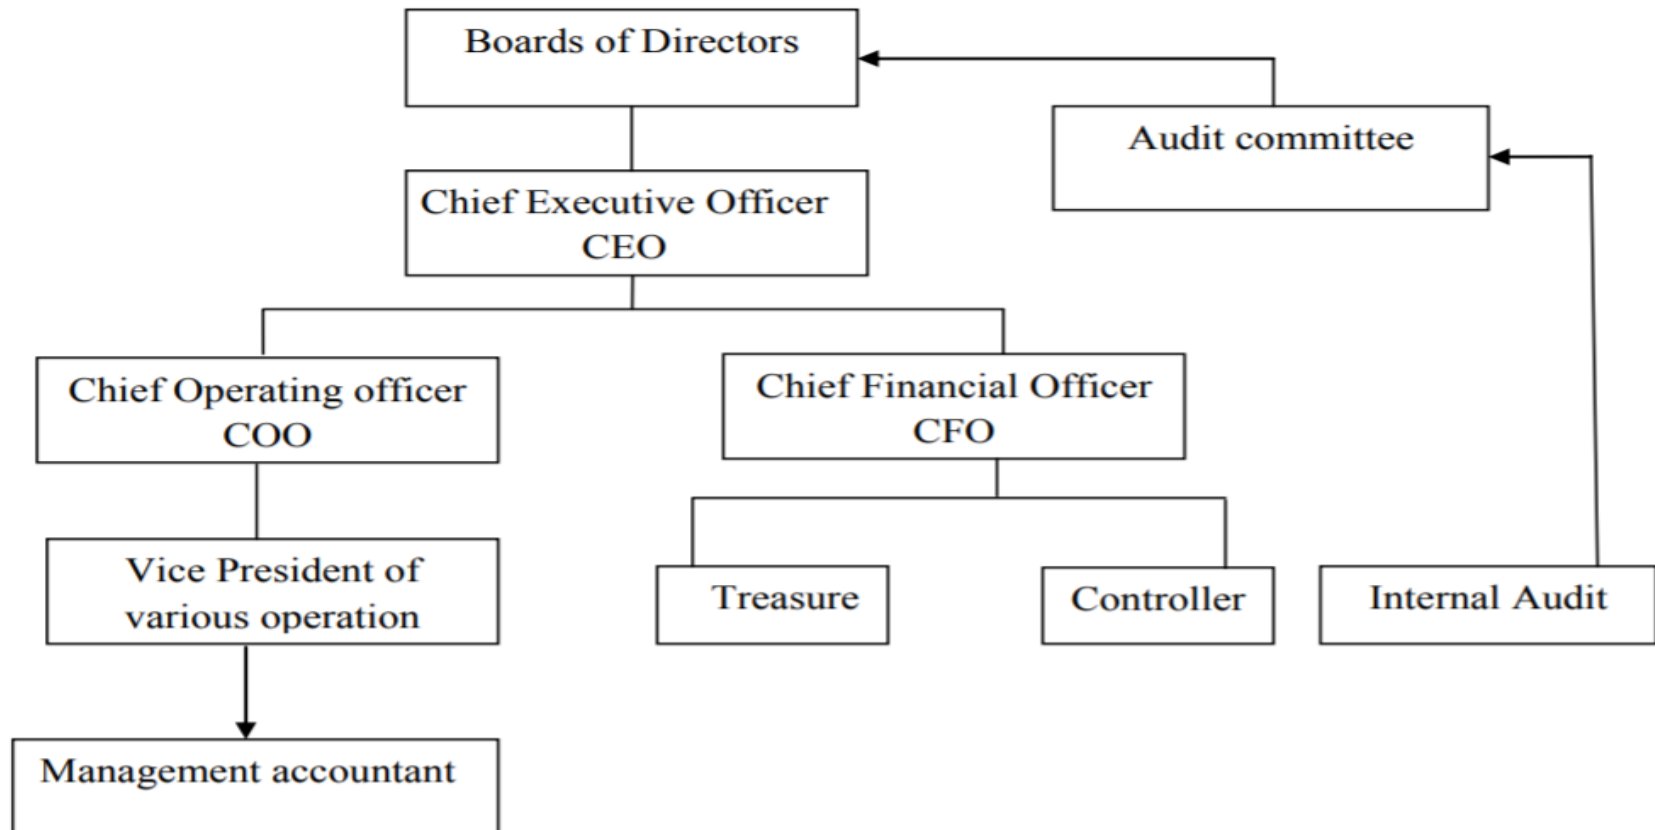 Boards of Directors
Audit committee
Chief Executive Officer
CEO
Chief Operating officer
COO
Chief Financial Officer
CFO
Vice President of
various operation
Treasure
Controller
Internal Audit
Management accountant